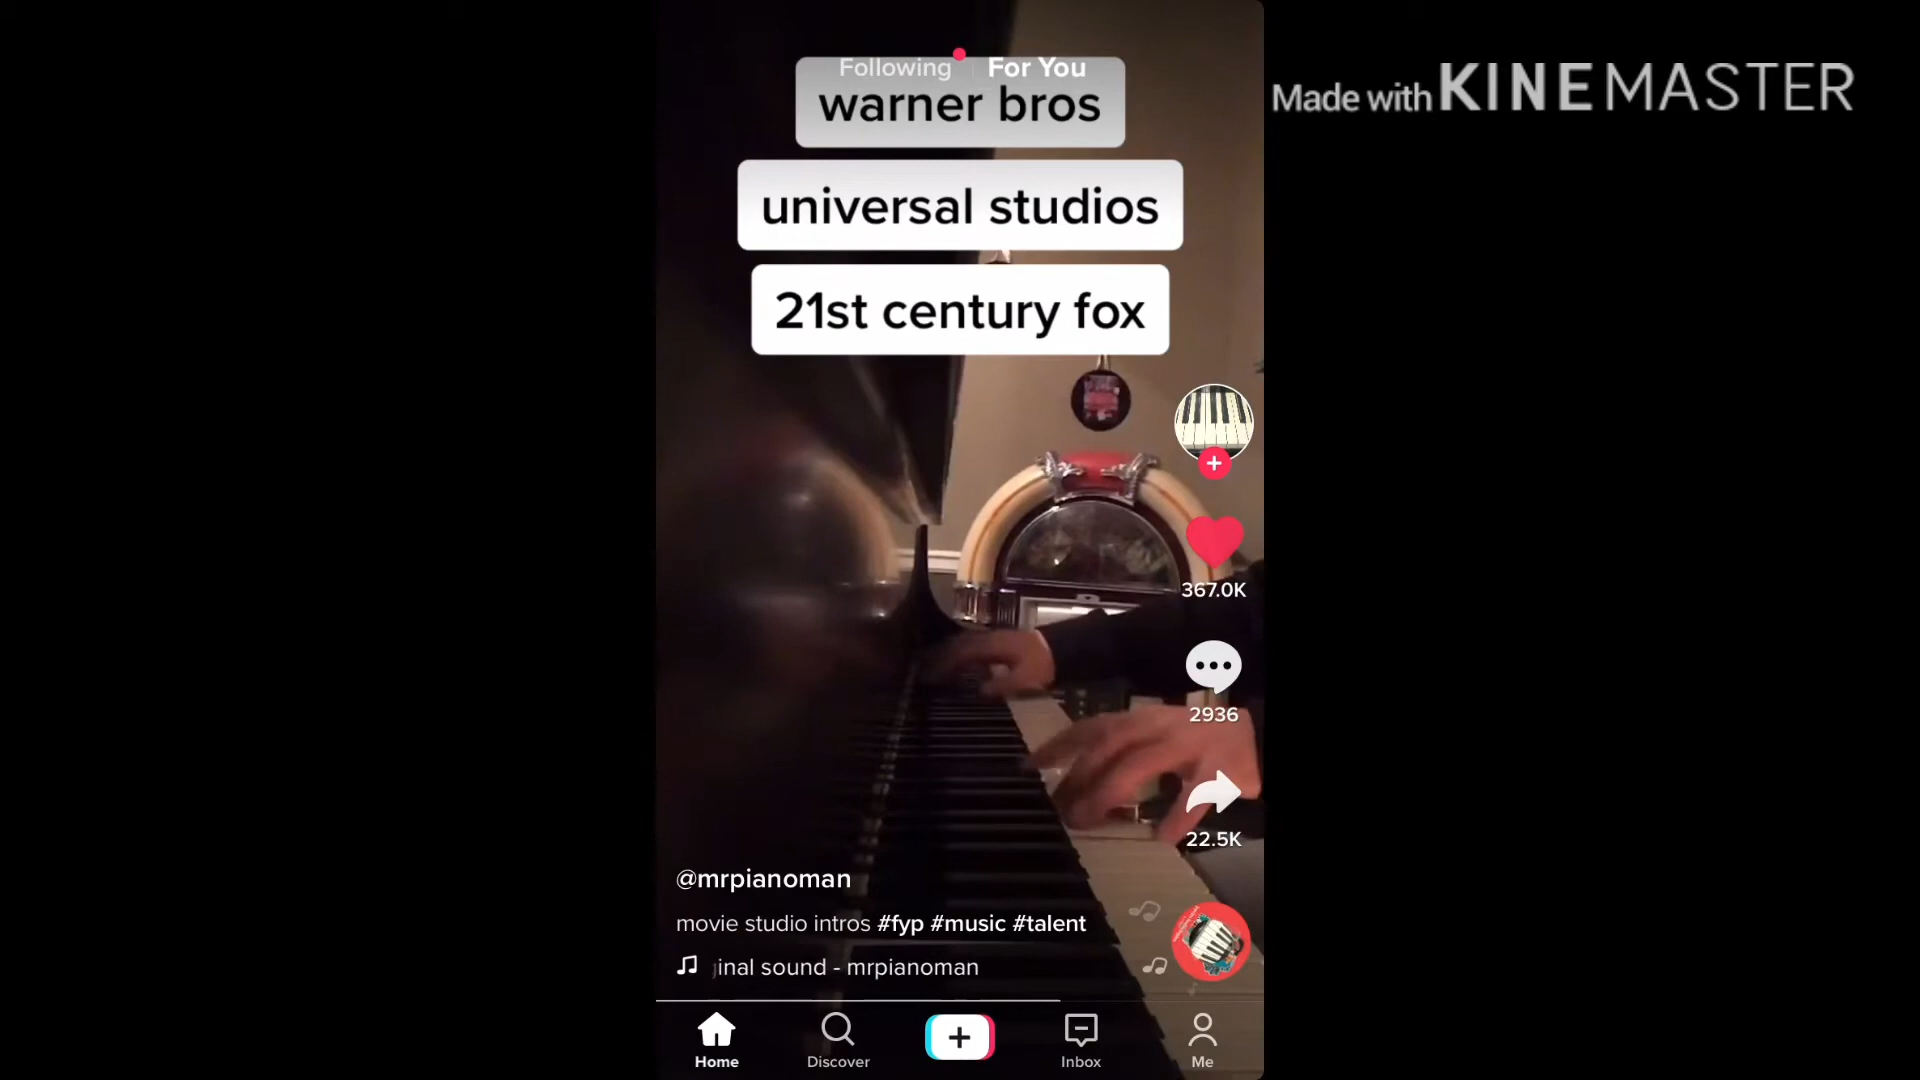 Following For You
warner bros
universal studios
21st century fox
Made with KINEMASTER
367.0K
2936
22.5K
@mrpianoman
movie studio intros #fyp #music #talent
inal sound - mrpianoman
Home Discover Inbox Me